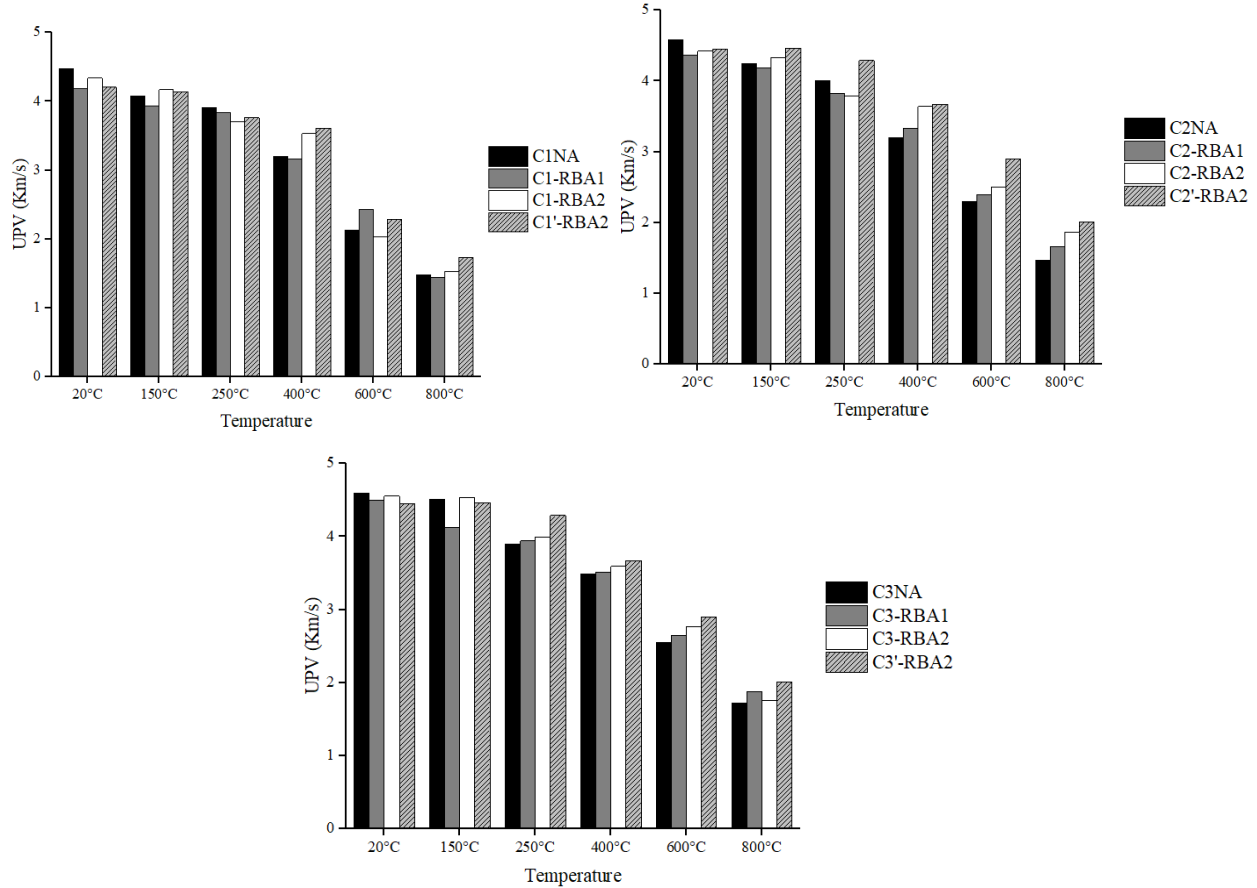 5
4
3
2
1
0
UPV (Km/s)
20°C 150°C 250°C 400°C 600°C 800°C
Temperature
C1NA
C1-RBA1
C1-RBA2
C1'-RBA2
5
4
3
2
1
0
UPV (Km/s)
20°C 150°C 250°C 400°C 600°C 800°C
Temperature
C2NA
C2-RBA1
C2-RBA2
C2'-RBA2
5
4
3
2
1
0
UPV (Km/s)
20°C 150°C 250°C 400°C 600°C 800°C
Temperature
C3NA
C3-RBA1
C3-RBA2
C3'-RBA2